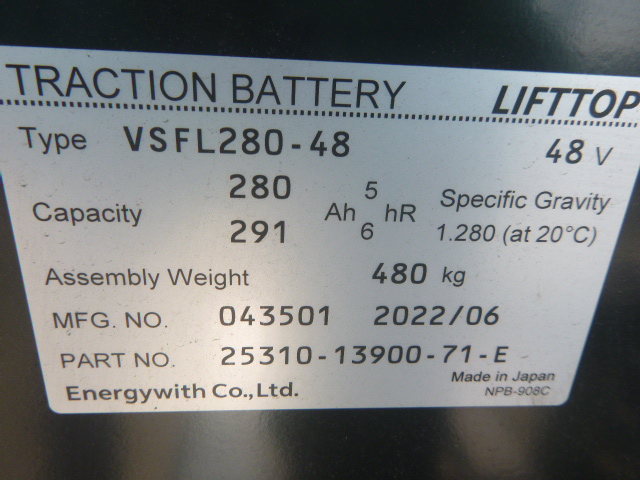 TRACTION BATTERY LIFTTOP
Type VSFL280-48 48 V
Capacity 280 Ah 5 hR Specific Gravity
291 6 1.280 (at 20°C)
Assembly Weight 480 kg
MFG. NO. 043501 2022/06
PART NO. 25310-13900-71-E
Energywith Co.,Ltd. Made in Japan
NPB-908C